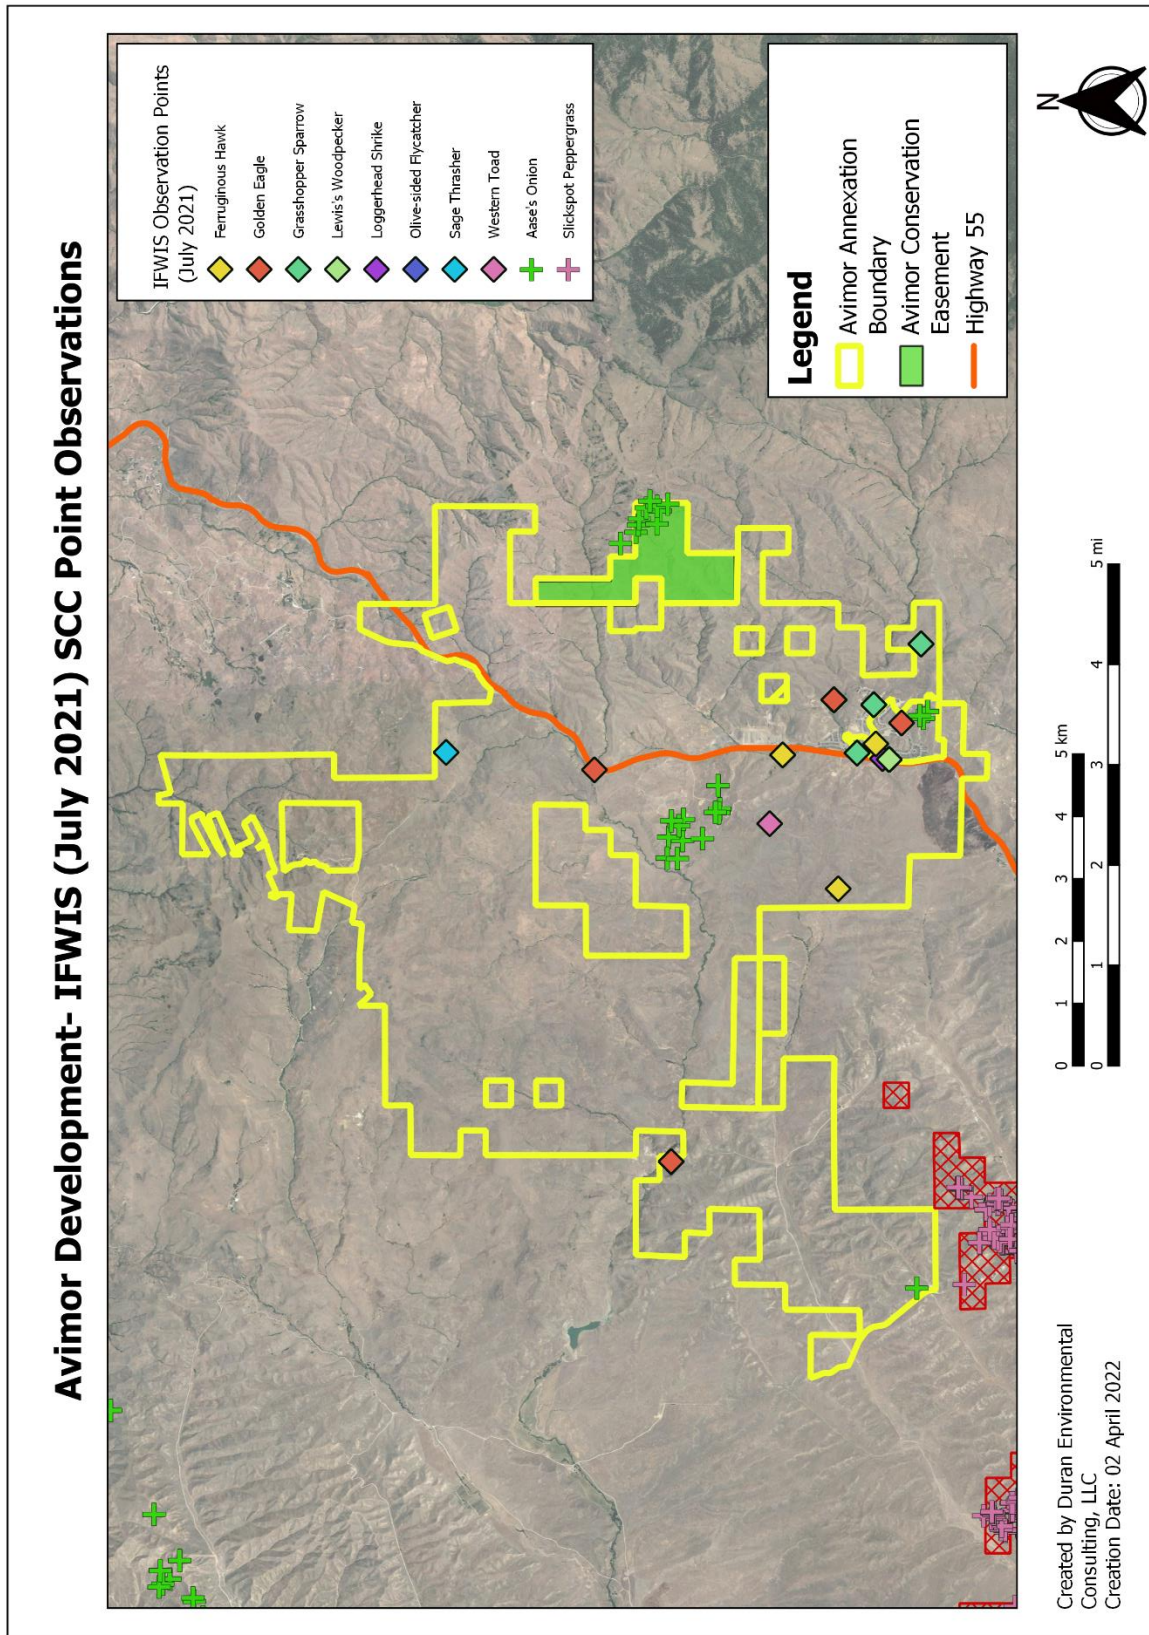 Avimor Development- IFWIS (July 2021) SCC Point Observations
IFWIS Observation Points
(July 2021)
Ferruginous Hawk
Golden Eagle
Grasshopper Sparrow
Lewis's Woodpecker
Loggerhead Shrike
Olive-sided Flycatcher
Sage Thrasher
Western Toad
Aase's Onion
Slickspot Peppergrass
Legend
Avimor Annexation
Boundary
Avimor Conservation
Easement
Highway 55
N
0 1 2 3 4 5 km
0 1 2 3 4 5 mi
Created by Duran Environmental
Consulting, LLC
Creation Date: 02 April 2022